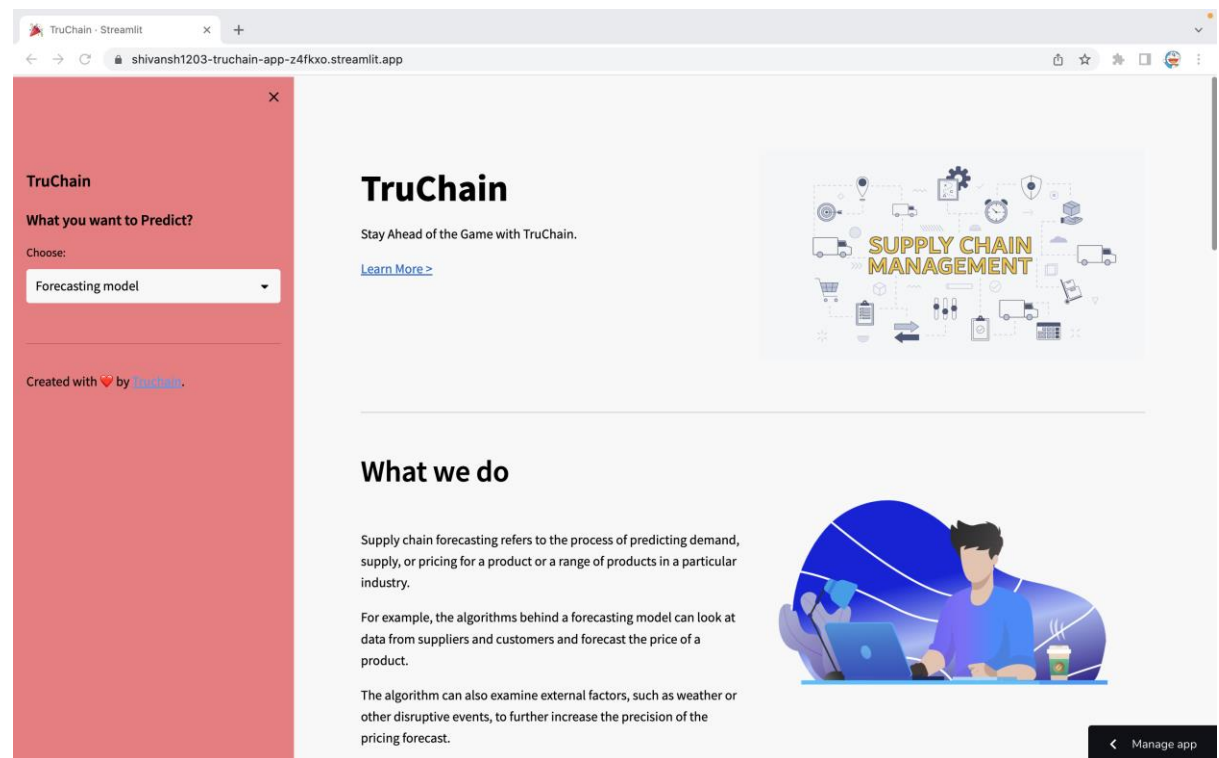 TruChain · Streamlit
shivansh1203-truchain-app-z4fkxo.streamlit.app
TruChain
What you want to Predict?
Choose:
Forecasting model
Created with ❤️ by Truchain.
TruChain
Stay Ahead of the Game with TruChain.
Learn More >
SUPPLY CHAIN
MANAGEMENT
What we do
Supply chain forecasting refers to the process of predicting demand,
supply, or pricing for a product or a range of products in a particular
industry.
For example, the algorithms behind a forecasting model can look at
data from suppliers and customers and forecast the price of a
product.
The algorithm can also examine external factors, such as weather or
other disruptive events, to further increase the precision of the
pricing forecast.
Manage app